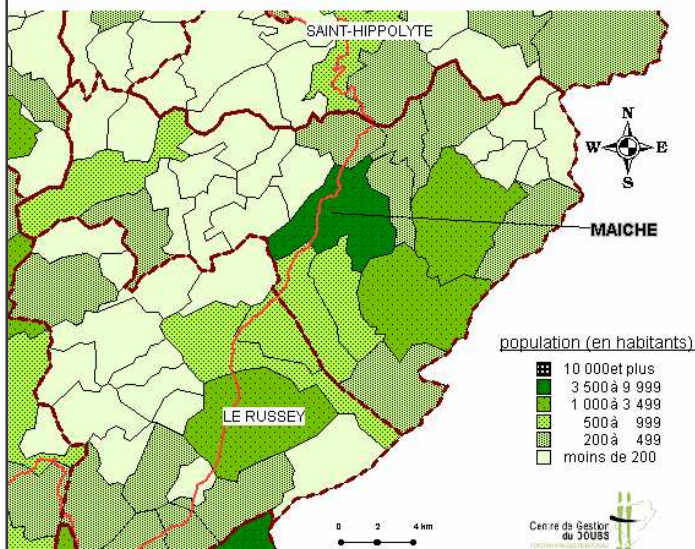 SAINT-HIPPOLYTE
N
W E
S
MAICHE
population (en habitants)
10 000et plus
3 500à 9 999
1 000à 3 499
500à 999
200à 499
moins de 200
LE RUSSEY
0 2 4 km
Centre de Gestion
du DOUBS